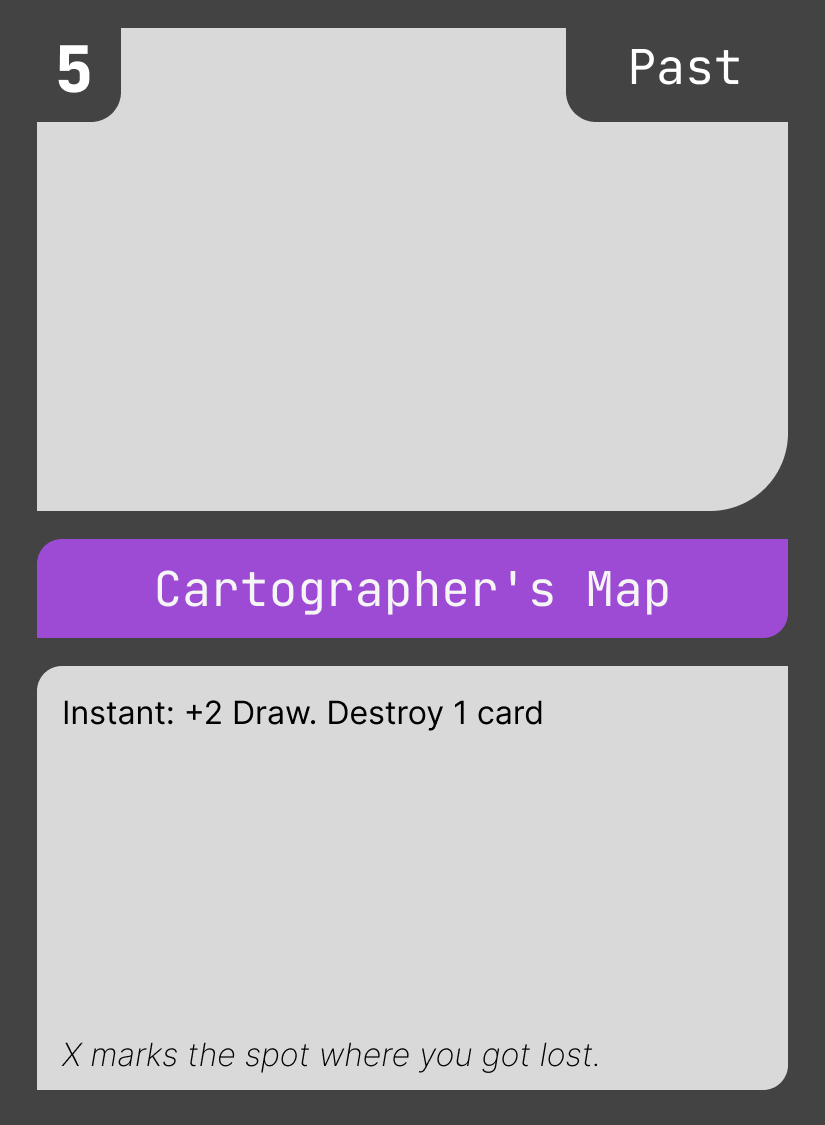 5
Past
Cartographer's Map
Instant: +2 Draw. Destroy 1 card
X marks the spot where you got lost.